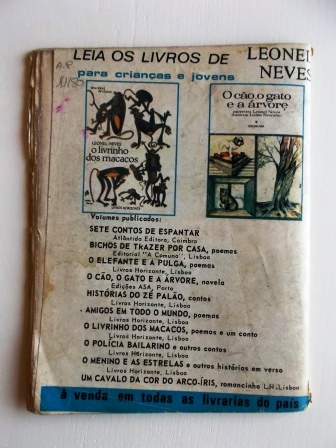 LEIA OS LIVROS DE LEONEL NEVES
para crianças e jovens
LEONEL NEVES
o livrinho
dos macacos
LIVROS HORIZONTE
O cão, o gato
e a árvore
Volumes publicados:
SETE CONTOS DE ESPANTAR
Atlântida Editora, Coimbra
BICHOS DE TRAZER POR CASA, poemas
Editorial "A Comuna", Lisboa
O ELEFANTE E A PULGA, poemas
Livros Horizonte, Lisboa
O CÃO, O GATO E A ÁRVORE, novela
Edições ASA, Porto
HISTÓRIAS DO ZÉ PALÃO, contos
Livros Horizonte, Lisboa
AMIGOS EM TODO O MUNDO, poemas
Livros Horizonte, Lisboa
O LIVRINHO DOS MACACOS, poemas e um conto
Livros Horizonte, Lisboa
O POLÍCIA BAILARINO e outros contos
Livros Horizonte, Lisboa
O MENINO E AS ESTRELAS e outras histórias em verso
Livros Horizonte, Lisboa
UM CAVALO DA COR DO ARCO-ÍRIS, romancinho L.H. Lisboa
à venda em todas as livrarias do país